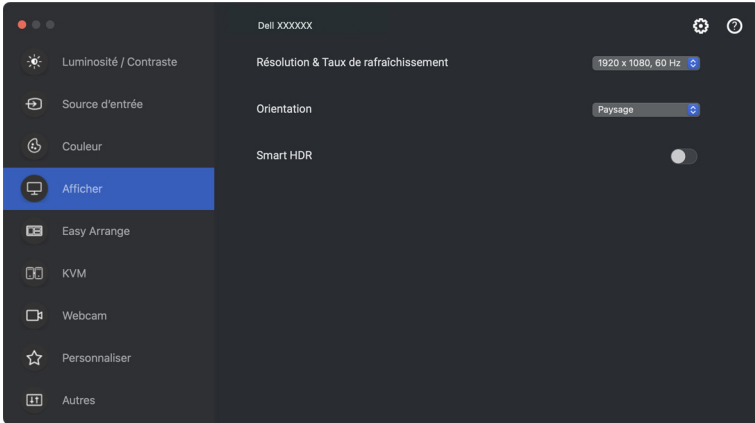 Dell XXXXXX
Luminosité / Contraste
Résolution & Taux de rafraîchissement
1920 x 1080, 60 Hz
Source d'entrée
Orientation
Paysage
Couleur
Smart HDR
Afficher
Easy Arrange
KVM
Webcam
Personnaliser
Autres